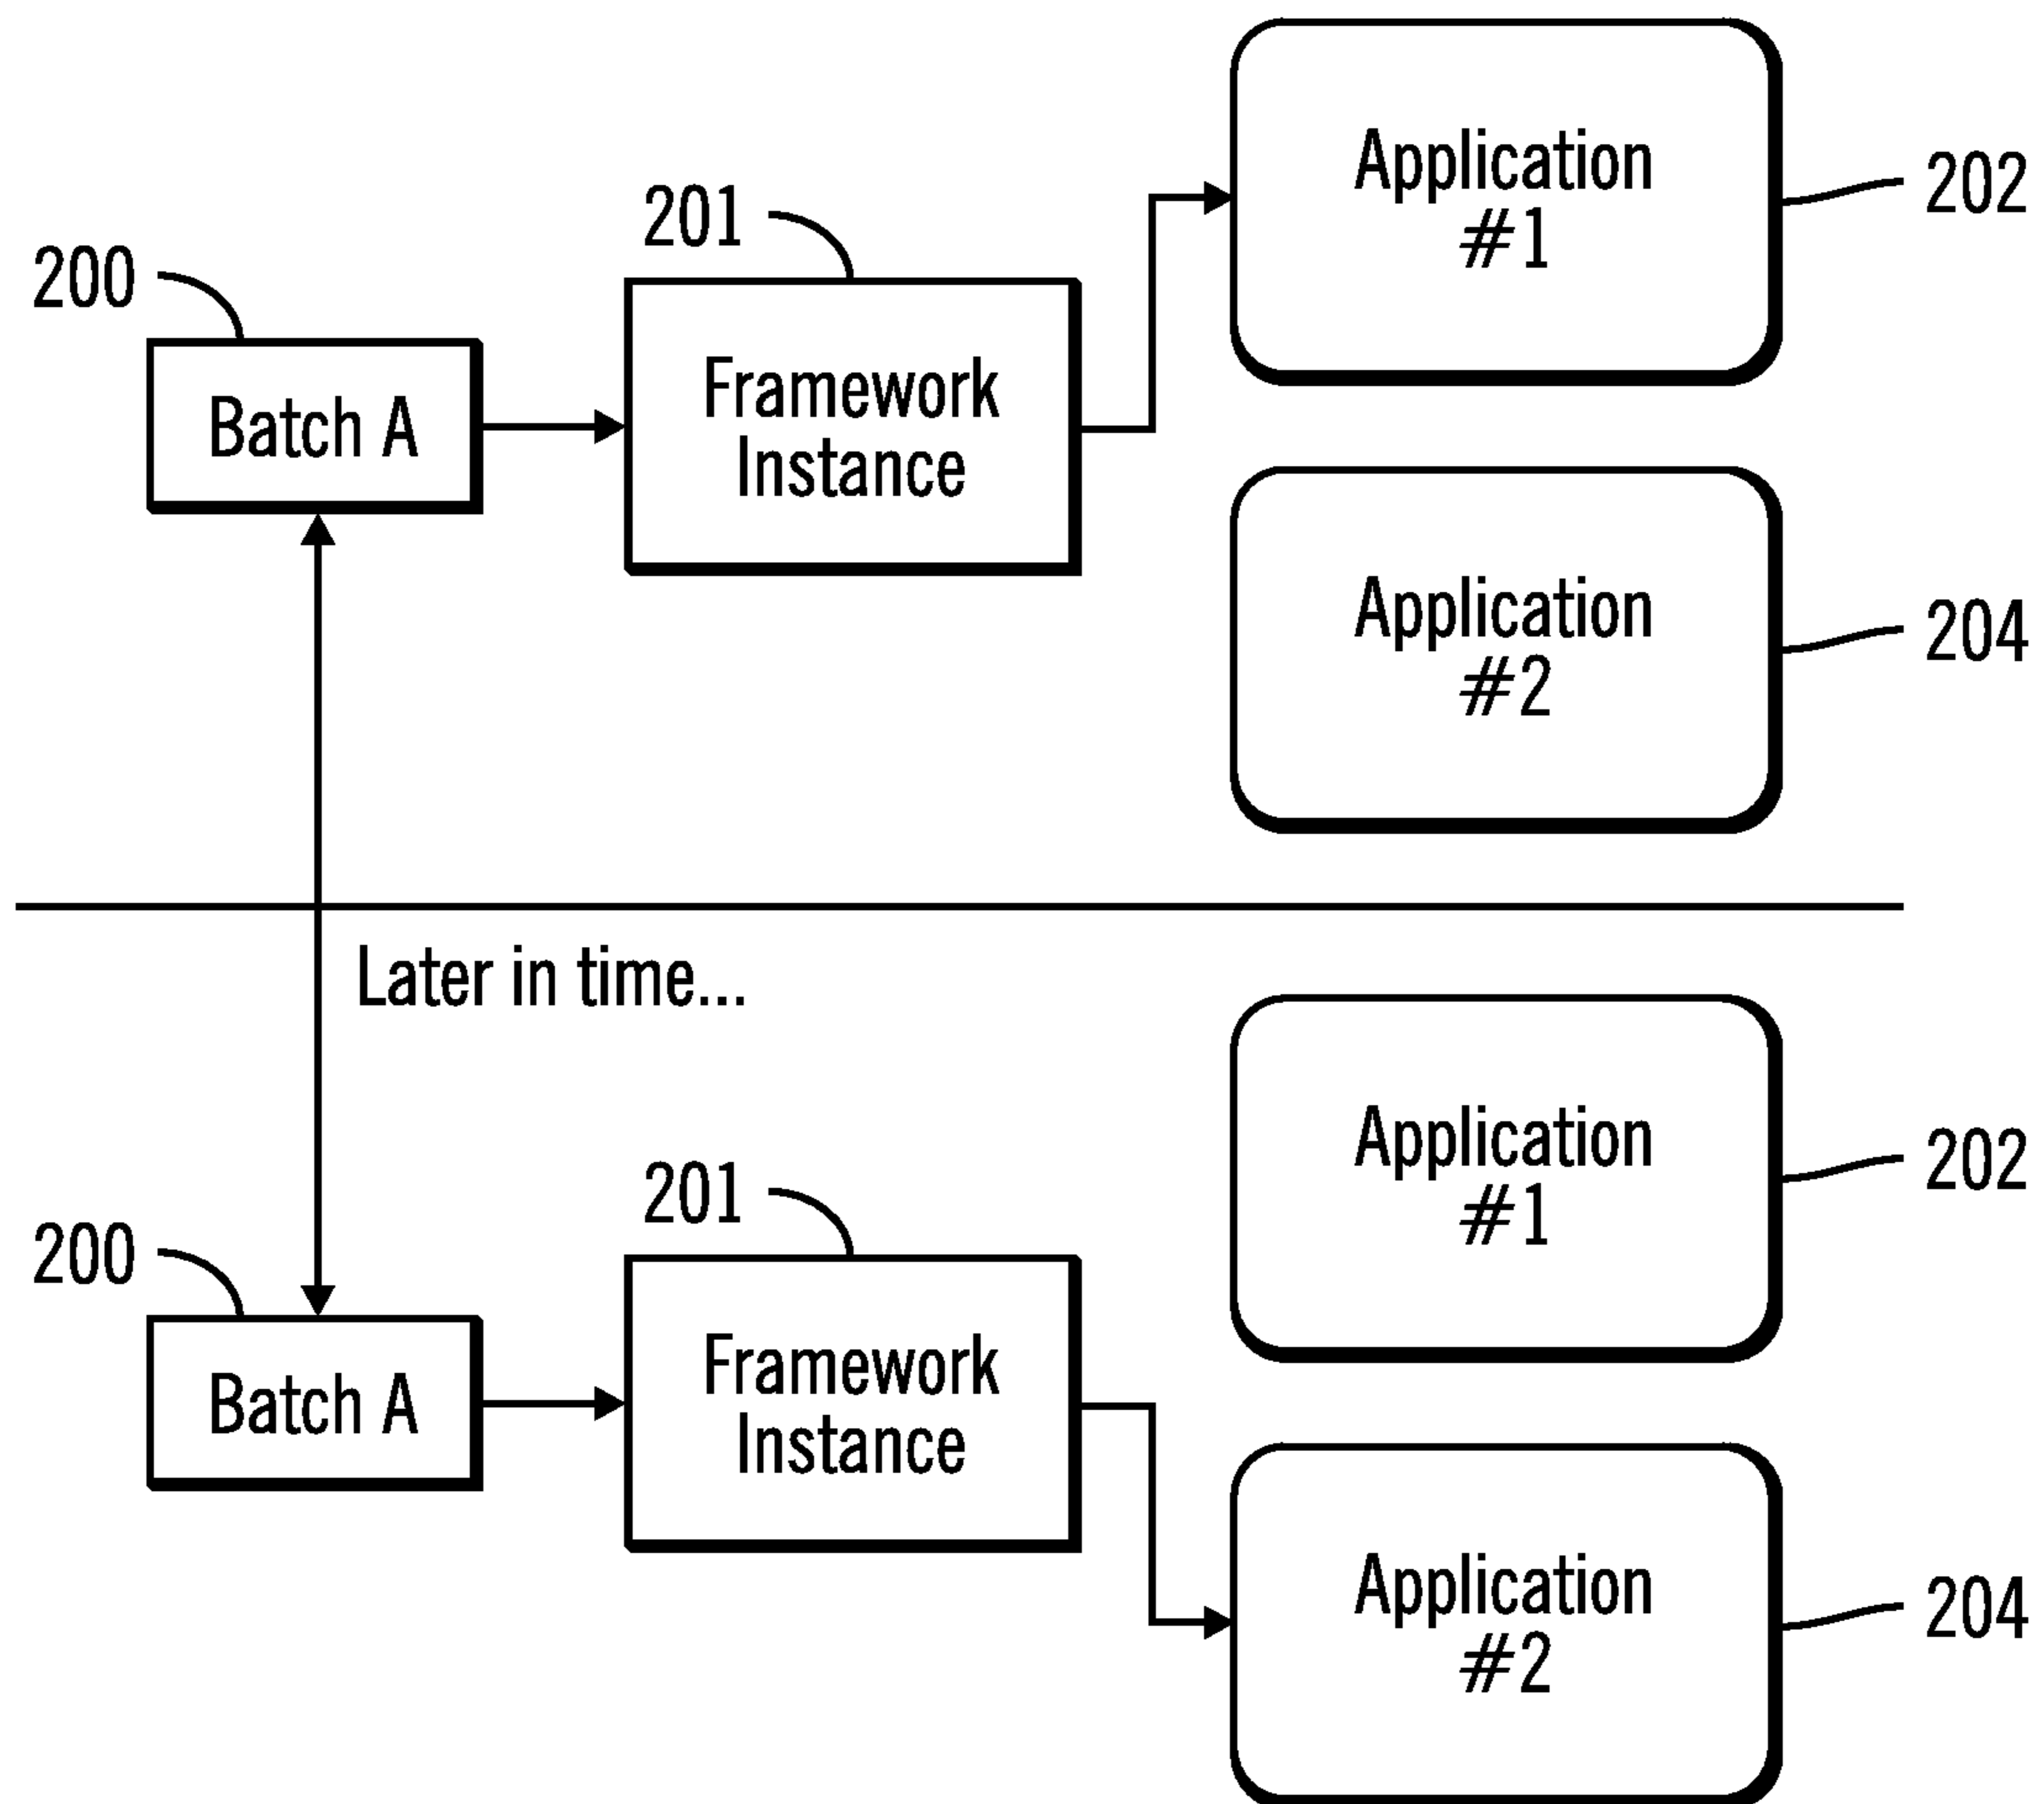 Application
#1
202
201
200
Framework
Instance
Batch A
Application
#2
204
Later in time...
Application
#1
202
201
200
Framework
Instance
Batch A
Application
#2
204